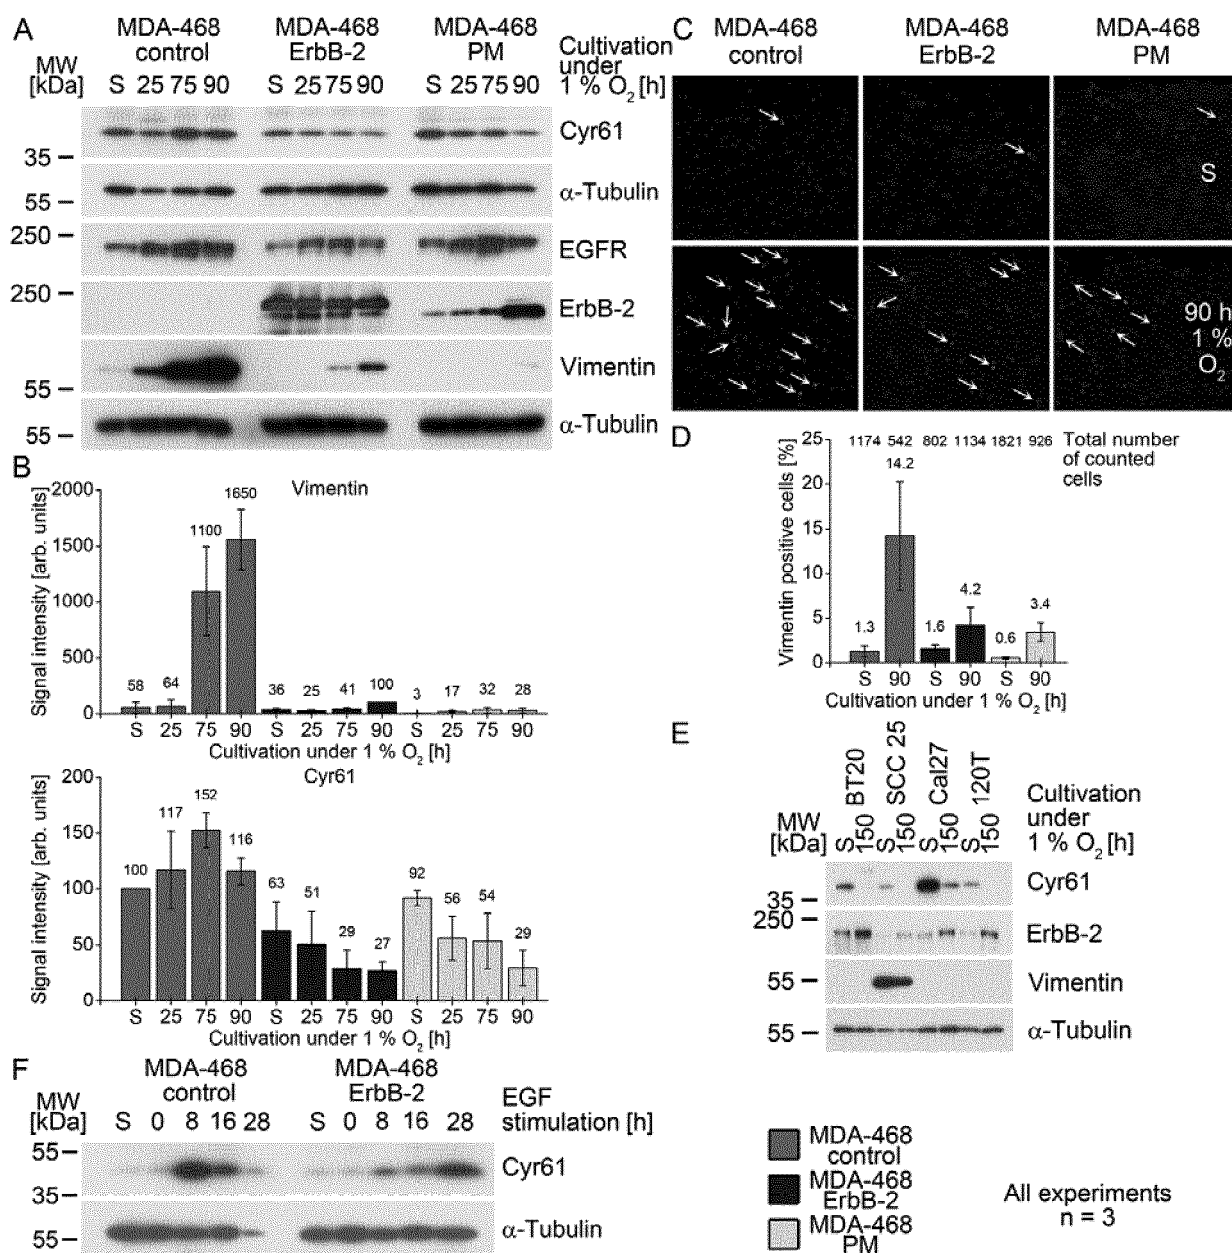 A
MDA-468 control
MDA-468 ErbB-2
MDA-468 PM
Cultivation under 1 % O2 [h]
MW [kDa]
S 25 75 90 S 25 75 90 S 25 75 90
Cyr61
35
α-Tubulin
55
250
EGFR
250
ErbB-2
Vimentin
55
α-Tubulin
55
B
Vimentin
Signal intensity [arb. units]
2000
1500
1000
500
0
58 64 1100 1650 36 25 41 100 3 17 32 28
S 25 75 90 S 25 75 90 S 25 75 90
Cultivation under 1 % O2 [h]
Cyr61
Signal intensity [arb. units]
200
150
100
50
0
100 117 152 116 63 51 29 27 92 56 54 29
S 25 75 90 S 25 75 90 S 25 75 90
Cultivation under 1 % O2 [h]
C
MDA-468 control
MDA-468 ErbB-2
MDA-468 PM
S
90 h
1 %
O2
D
Vimentin positive cells [%]
25
20
15
10
5
0
1174 542 802 1134 1821 926
Total number of counted cells
1.3 14.2 1.6 4.2 0.6 3.4
S 90 S 90 S 90
Cultivation under 1 % O2 [h]
E
BT20
SCC 25
Cal27
120T
MW [kDa]
S 150 S 150 S 150 S 150
Cultivation under 1 % O2 [h]
Cyr61
35
250
ErbB-2
Vimentin
55
α-Tubulin
55
F
MDA-468 control
MDA-468 ErbB-2
MW [kDa]
S 0 8 16 28 S 0 8 16 28
EGF stimulation [h]
55
Cyr61
35
α-Tubulin
55
MDA-468 control
MDA-468 ErbB-2
MDA-468 PM
All experiments
n = 3